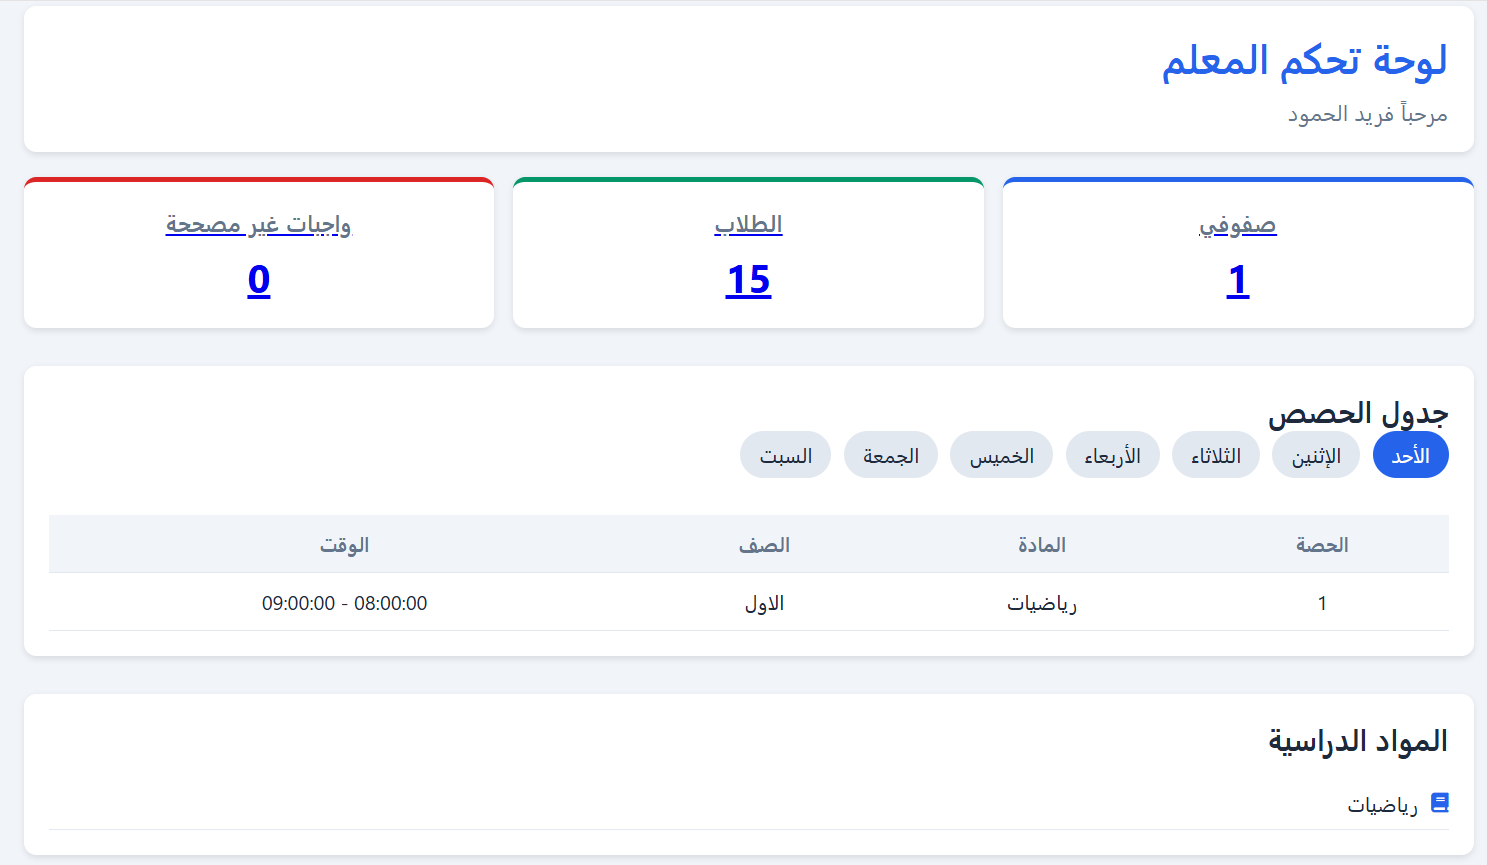 لوحة تحكم المعلم
مرحباً فريد الحمود
صفوفي
1
الطلاب
15
واجبات غير مصححة
0
جدول الحصص
الأحد الإثنين الثلاثاء الأربعاء الخميس الجمعة السبت
الحصة المادة الصف الوقت
1 رياضيات الاول 08:00:00 - 09:00:00
المواد الدراسية
رياضيات